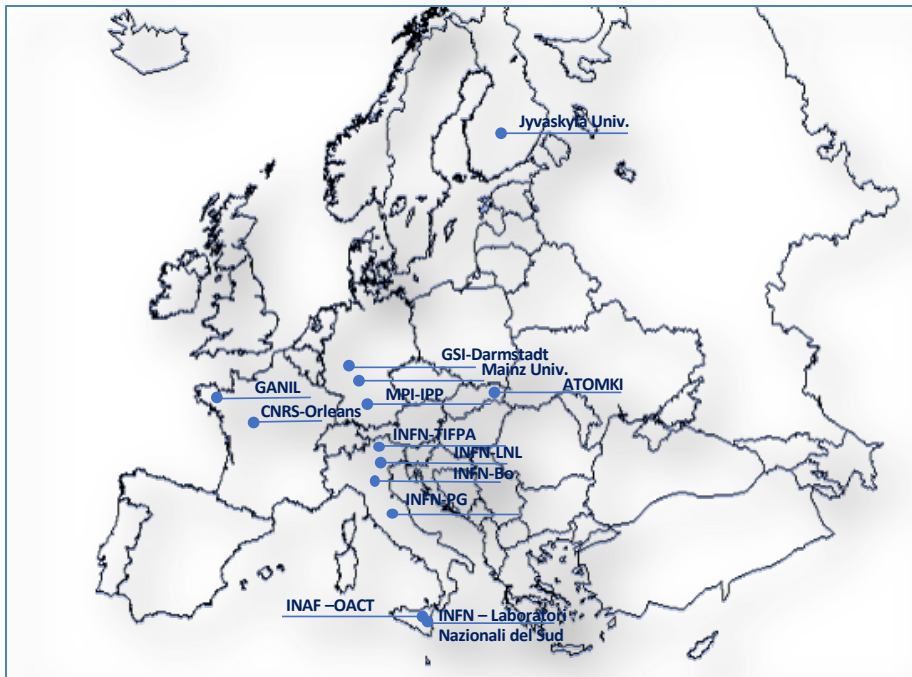 Jyvaskyla Univ.
GSI-Darmstadt
Mainz Univ.
GANIL
MPI-IPP
ATOMKI
CNRS-Orleans
INFN-TIFPA
INFN-LNL
INFN-Bo
INFN-PG
INAF –OACT
INFN – Laboratori
Nazionali del Sud